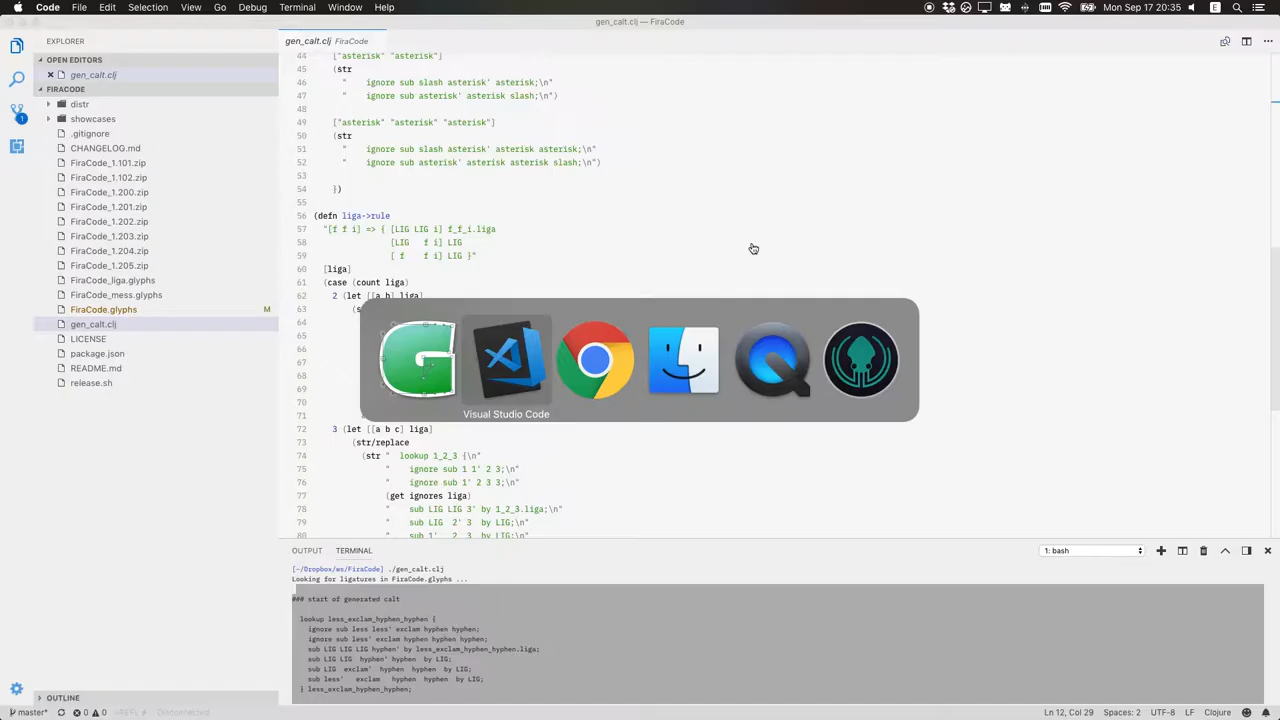 Code File Edit Selection View Go Debug Terminal Window Help
Mon 17 Sep 20:35
gen_calt.clj — FiraCode
EXPLORER
OPEN EDITORS
gen_calt.clj
FIRACODE
distr
showcases
.gitignore
CHANGELOG.md
FiraCode_1.101.zip
FiraCode_1.102.zip
FiraCode_1.200.zip
FiraCode_1.201.zip
FiraCode_1.202.zip
FiraCode_1.203.zip
FiraCode_1.204.zip
FiraCode_1.205.zip
FiraCode_liga.glyphs
FiraCode_mess.glyphs
FiraCode.glyphs M
gen_calt.clj
LICENSE
package.json
README.md
release.sh
OUTLINE
gen_calt.clj FiraCode
44 ["asterisk" "asterisk"]
45 (str
46 " ignore sub slash asterisk' asterisk;\n"
47 " ignore sub asterisk' asterisk slash;\n")
48
49 ["asterisk" "asterisk" "asterisk"]
50 (str
51 " ignore sub slash asterisk' asterisk asterisk;\n"
52 " ignore sub asterisk' asterisk asterisk slash;\n")
53
54 })
55
56 (defn liga->rule
57 "[f f i] => { [LIG LIG i] f_f_i.liga
58 [LIG f i] LIG
59 [ f f i] LIG }"
60 [liga]
61 (case (count liga)
62 2 (let [[a b] liga]
63 (s
64
65
66
67
68
69
70
71
Visual Studio Code
72 3 (let [[a b c] liga]
73 (str/replace
74 (str " lookup 1_2_3 {\n"
75 " ignore sub 1 1' 2 3;\n"
76 " ignore sub 1' 2 3 3;\n"
77 (get ignores liga)
78 " sub LIG LIG 3' by 1_2_3.liga;\n"
79 " sub LIG 2' 3 by LIG;\n"
80 " sub 1' 2 3 by LIG;\n"
OUTPUT TERMINAL
1: bash
[~/Dropbox/ws/FiraCode] ./gen_calt.clj
Looking for ligatures in FiraCode.glyphs ...
### start of generated calt
lookup less_exclam_hyphen_hyphen {
ignore sub less less' exclam hyphen hyphen;
ignore sub less' exclam hyphen hyphen hyphen;
sub LIG LIG LIG hyphen' by less_exclam_hyphen_hyphen.liga;
sub LIG LIG hyphen' hyphen by LIG;
sub LIG exclam' hyphen hyphen by LIG;
sub less' exclam hyphen hyphen by LIG;
} less_exclam_hyphen_hyphen;
master* 0 0
Ln 12, Col 29 Spaces: 2 UTF-8 LF Clojure